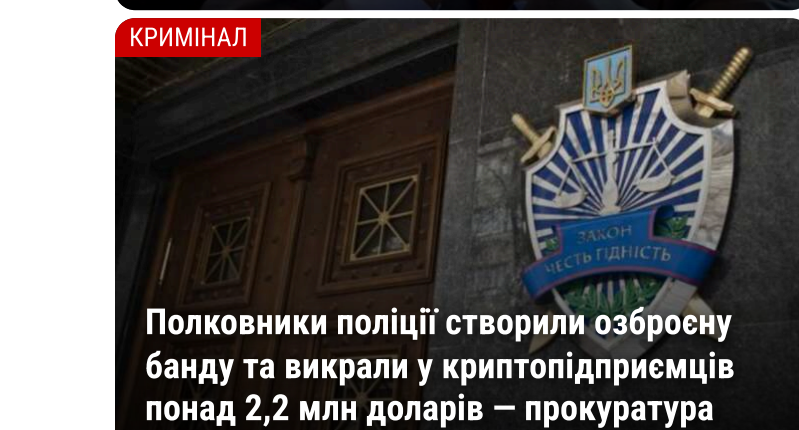 КРИМІНАЛ
ЗАКОН
ЧЕСТЬ ГІДНІСТЬ
Полковники поліції створили озброєну
банду та викрали у криптопідприємців
понад 2,2 млн доларів — прокуратура